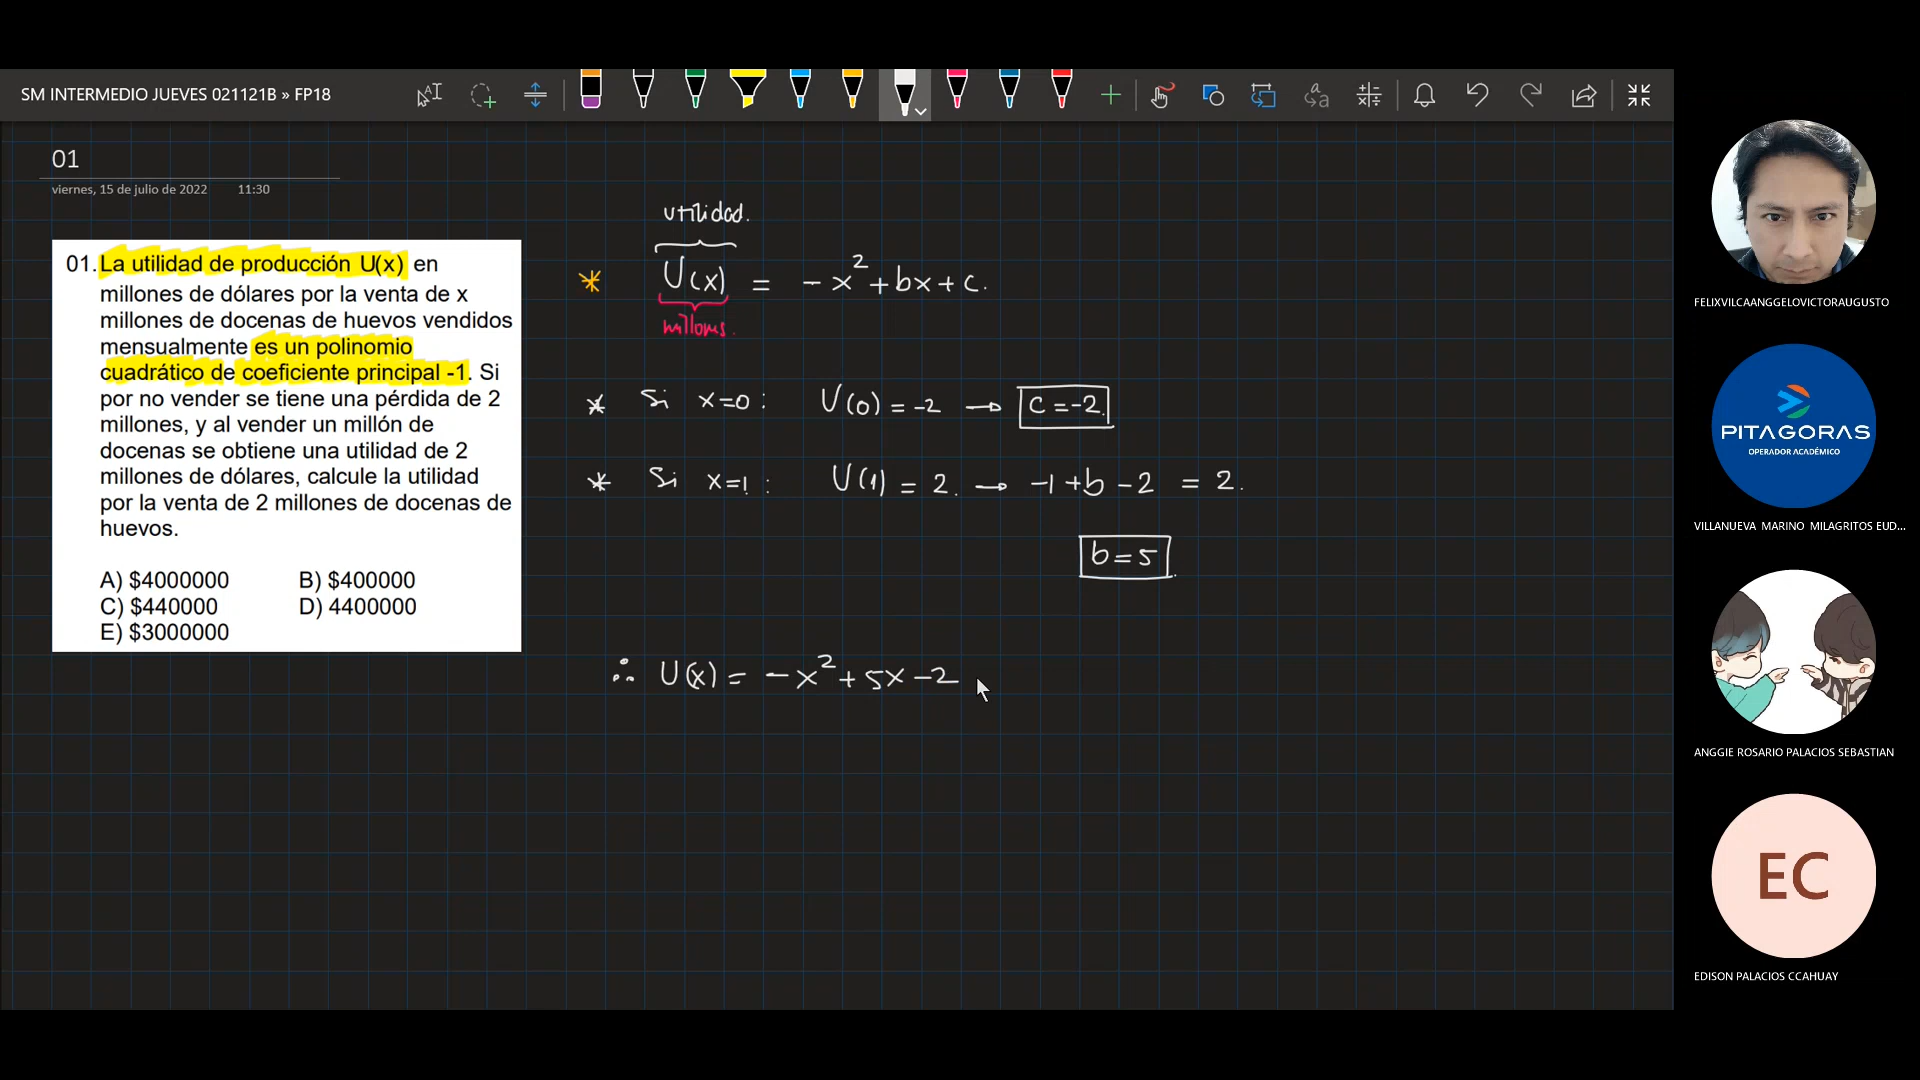 SM INTERMEDIO JUEVES 021121B » FP18
01
viernes, 15 de julio de 2022 11:30
01. La utilidad de producción U(x) en
millones de dólares por la venta de x
millones de docenas de huevos vendidos
mensualmente es un polinomio
cuadrático de coeficiente principal -1. Si
por no vender se tiene una pérdida de 2
millones, y al vender un millón de
docenas se obtiene una utilidad de 2
millones de dólares, calcule la utilidad
por la venta de 2 millones de docenas de
huevos.
A) $4000000 B) $400000
C) $440000 D) 4400000
E) $3000000
utilidad.
* U(x) = -x² + bx + c.
millones.
* Si x=0: U(0) = -2 → c = -2.
* Si x=1: U(1) = 2. → -1 + b - 2 = 2.
b = 5
∴ U(x) = -x² + 5x - 2
FELIXVILCAANGGELOVICTORAUGUSTO
PITAGORAS
OPERADOR ACADÉMICO
VILLANUEVA MARINO MILAGRITOS EUD...
ANGGIE ROSARIO PALACIOS SEBASTIAN
EC
EDISON PALACIOS CCAHUAY